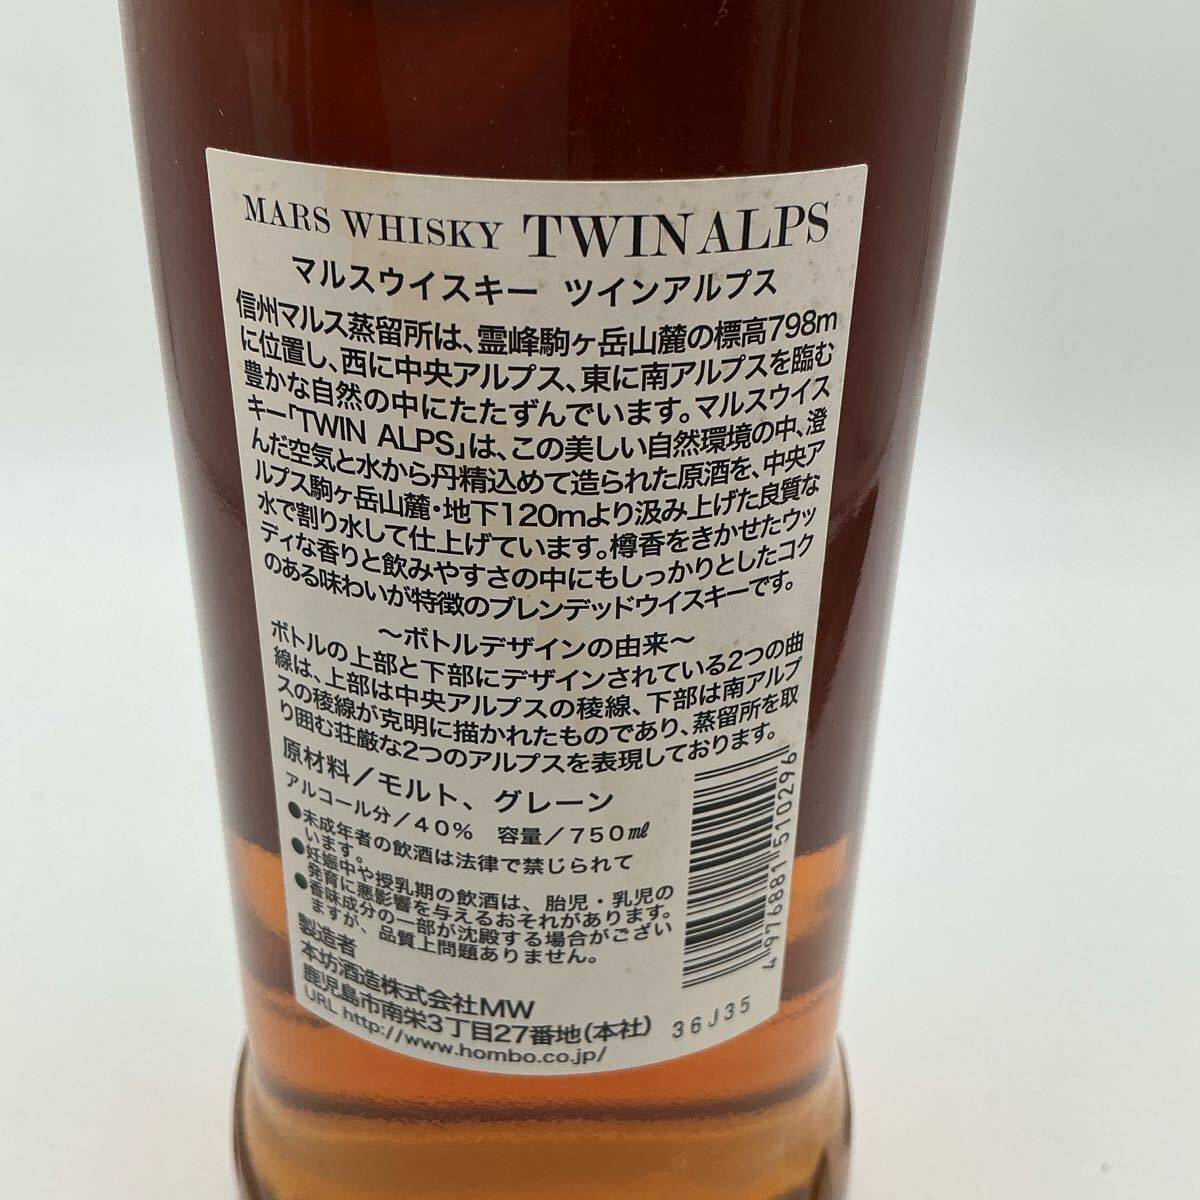 MARS WHISKY TWIN ALPS
マルスウイスキー ツインアルプス
信州マルス蒸留所は、霊峰駒ヶ岳山麓の標高798m
に位置し、西に中央アルプス、東に南アルプスを臨む
豊かな自然の中にたたずんでいます。マルスウイス
キー「TWIN ALPS」は、この美しい自然環境の中、澄
んだ空気と水から丹精込めて造られた原酒を、中央ア
ルプス駒ヶ岳山麓・地下120mより汲み上げた良質な
水で割り水して仕上げています。樽香をきかせたウッ
ディな香りと飲みやすさの中にもしっかりとしたコク
のある味わいが特徴のブレンデッドウイスキーです。
～ボトルデザインの由来～
ボトルの上部と下部にデザインされている2つの曲
線は、上部は中央アルプスの稜線、下部は南アルプ
スの稜線が克明に描かれたものであり、蒸留所を取
り囲む荘厳な2つのアルプスを表現しております。
原材料／モルト、グレーン
アルコール分／40% 容量／750㎖
●未成年者の飲酒は法律で禁じられて
います。
●妊娠中や授乳期の飲酒は、胎児・乳児の
発育に悪影響を与えるおそれがあります。
●香味成分の一部が沈殿する場合がござい
ますが、品質上問題ありません。
製造者
本坊酒造株式会社MW
鹿児島市南栄3丁目27番地(本社)
URL http://www.hombo.co.jp/
36J35
4976881510296